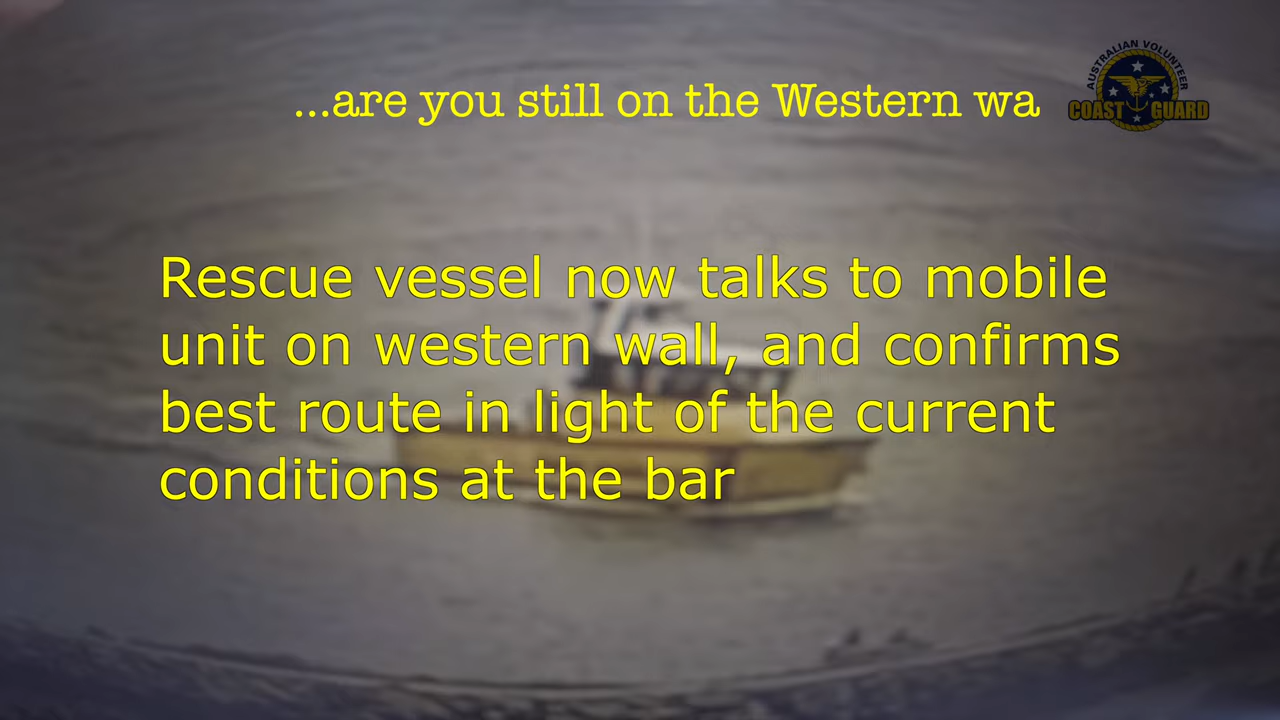 ...are you still on the Western wa
AUSTRALIAN VOLUNTEER
COAST GUARD
Rescue vessel now talks to mobile
unit on western wall, and confirms
best route in light of the current
conditions at the bar